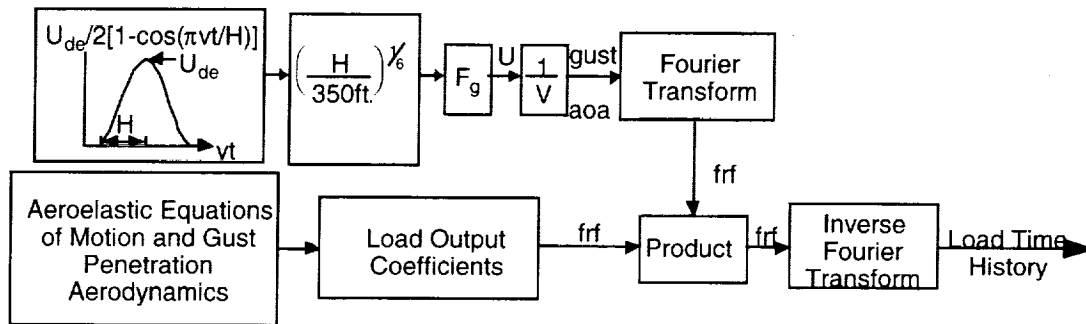 U_de/2[1-cos(πvt/H)]
U_de
H
vt
(H/350ft.)^1/6
F_g
U
1/V
gust
aoa
Fourier
Transform
frf
Aeroelastic Equations
of Motion and Gust
Penetration
Aerodynamics
Load Output
Coefficients
frf
Product
frf
Inverse
Fourier
Transform
Load Time
History